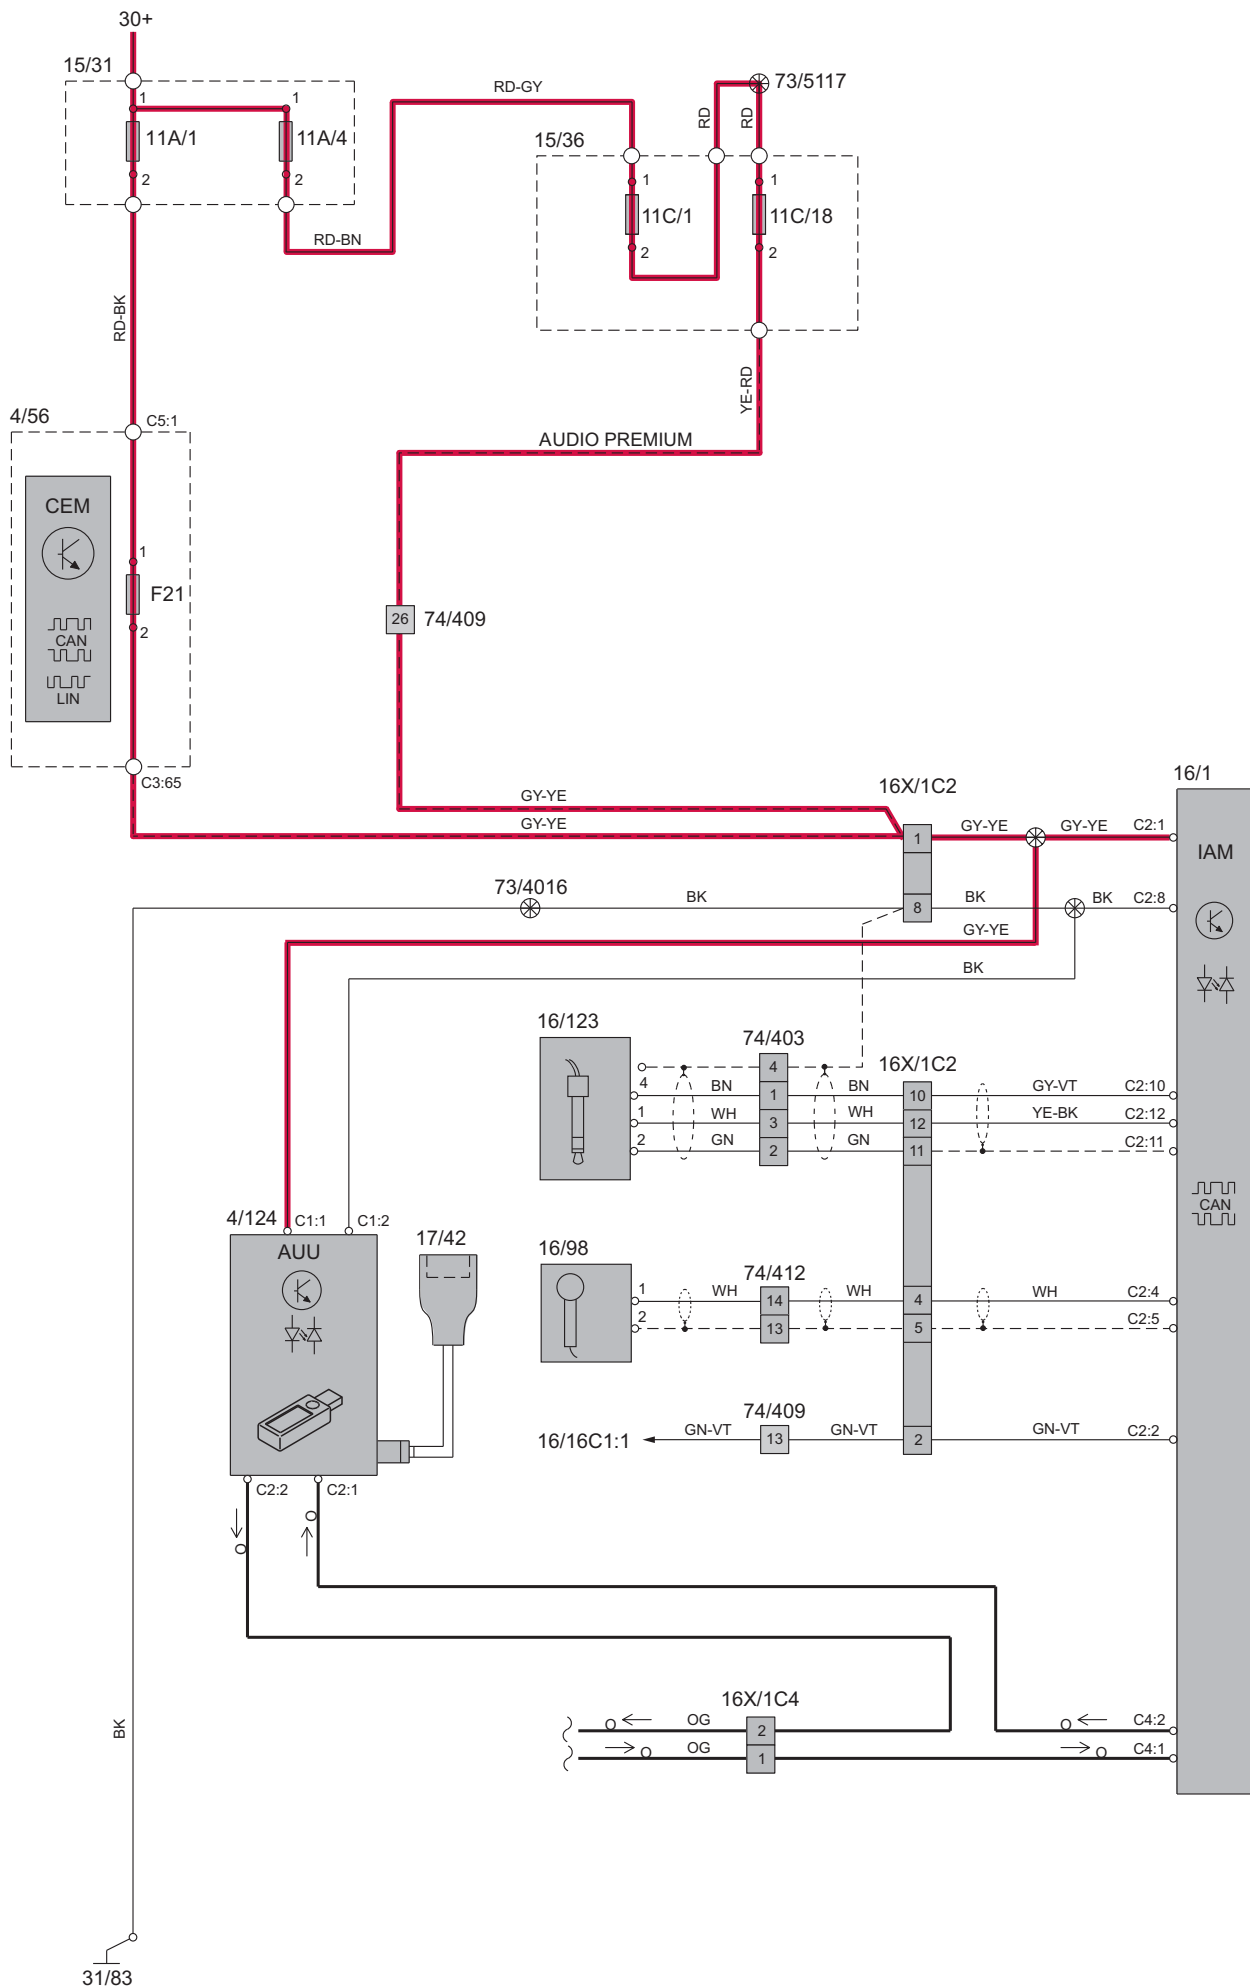 30+
15/31
1
1
11A/1
11A/4
2
2
RD-BN
RD-GY
RD
RD
73/5117
15/36
1
1
11C/1
11C/18
2
2
RD-BK
YE-RD
AUDIO PREMIUM
4/56
C5:1
CEM
1
F21
2
CAN
LIN
C3:65
26
74/409
GY-YE
GY-YE
16X/1C2
1
GY-YE
GY-YE
C2:1
16/1
IAM
73/4016
BK
8
BK
BK
C2:8
GY-YE
BK
16/123
74/403
16X/1C2
4
4
BN
1
BN
10
GY-VT
C2:10
1
WH
3
WH
12
YE-BK
C2:12
2
GN
2
GN
11
C2:11
CAN
4/124
C1:1
C1:2
AUU
17/42
16/98
74/412
1
WH
14
WH
4
WH
C2:4
2
13
5
C2:5
74/409
16/16C1:1
GN-VT
13
GN-VT
2
GN-VT
C2:2
C2:2
C2:1
16X/1C4
OG
2
C4:2
OG
1
C4:1
BK
31/83